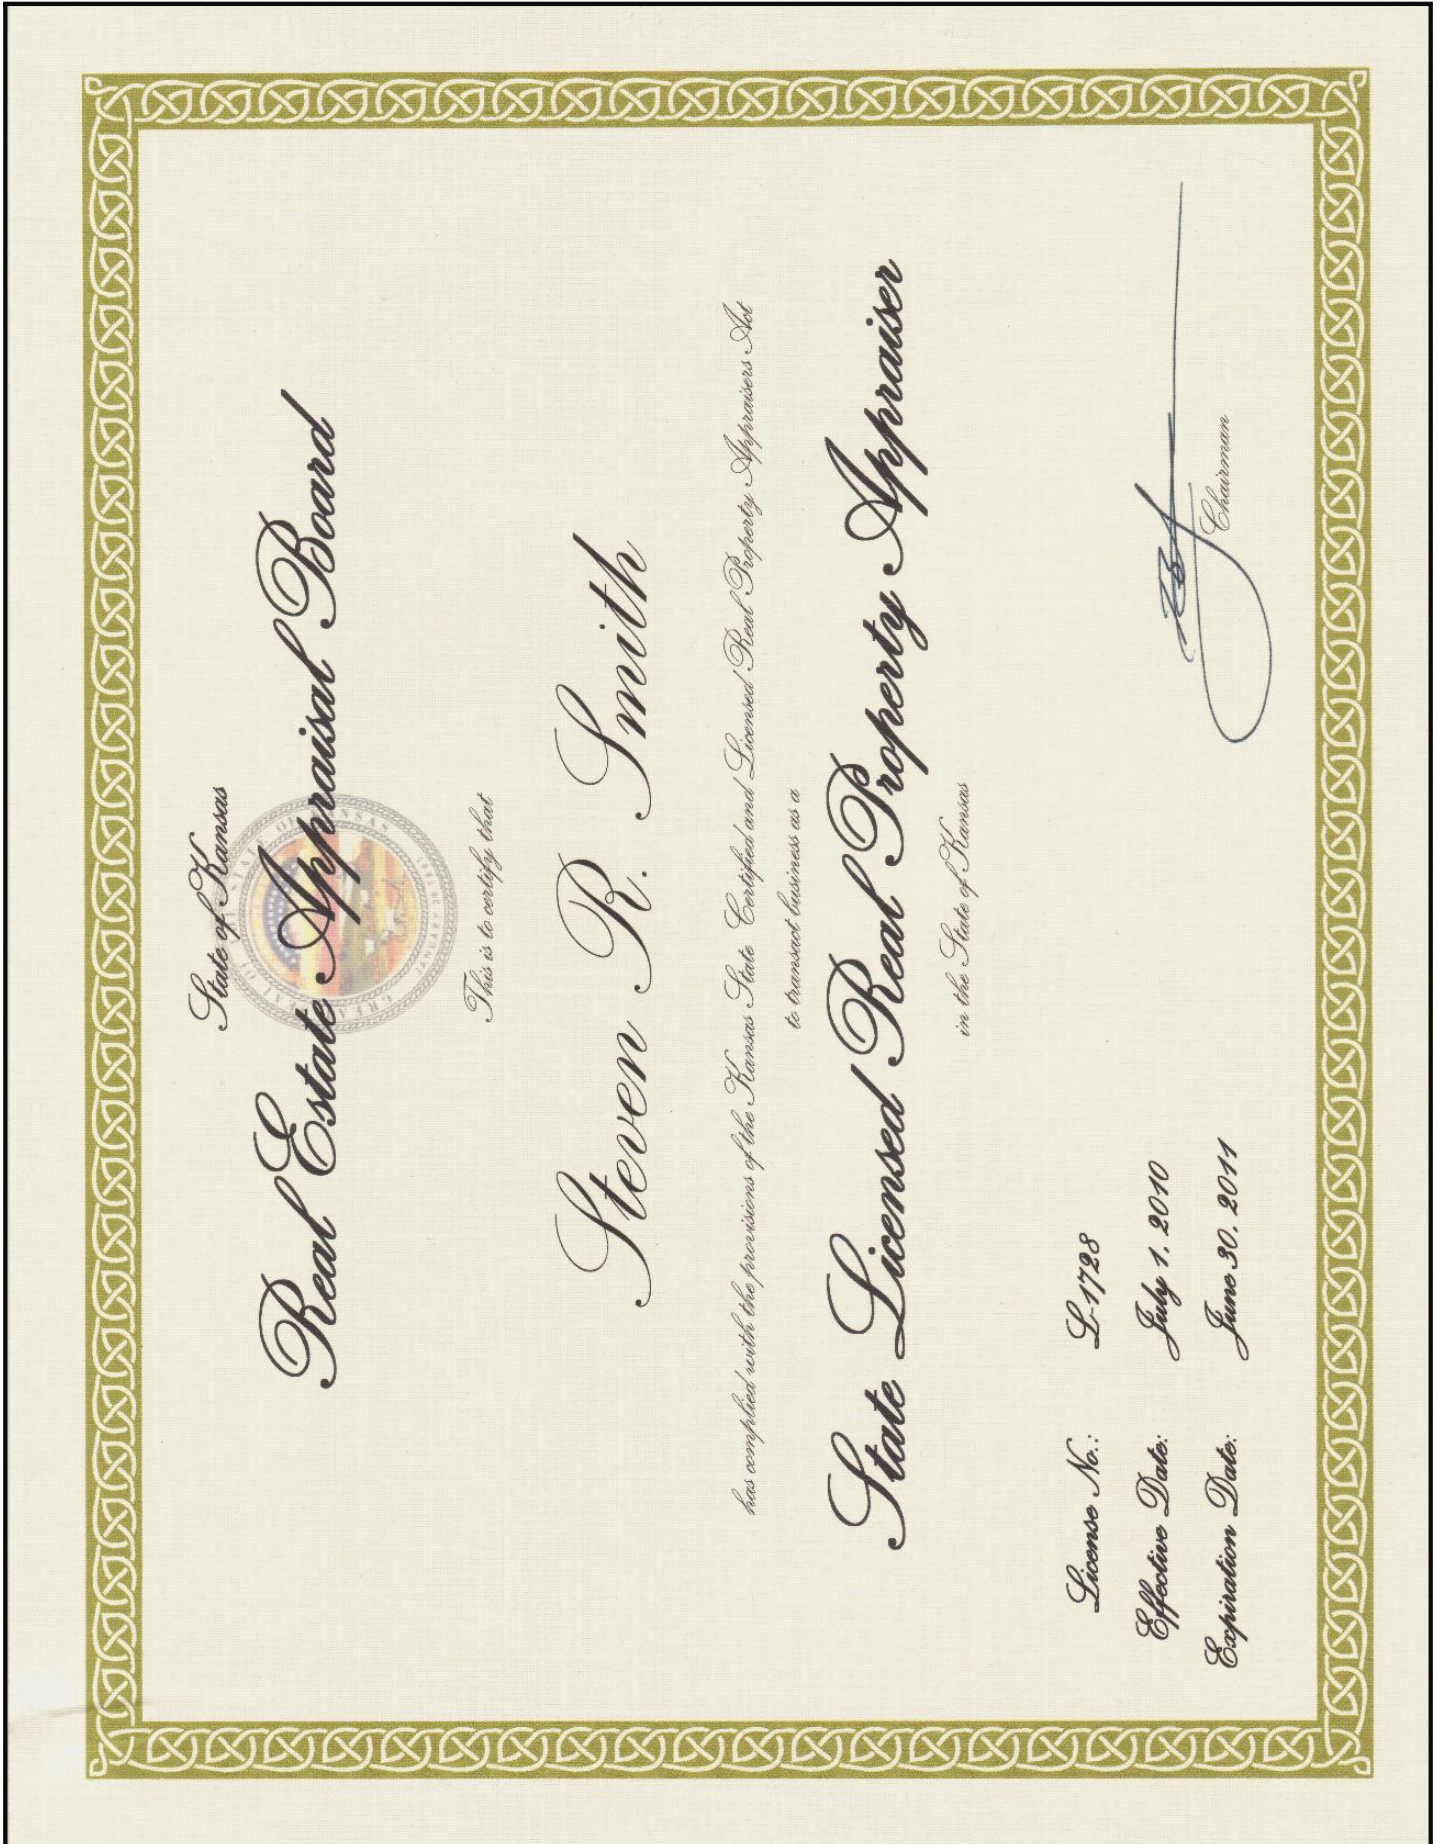 State of Kansas
Real Estate Appraisal Board
This is to certify that
Steven R. Smith
has complied with the provisions of the Kansas State Certified and Licensed Real Property Appraisers Act
to transact business as a
State Licensed Real Property Appraiser
in the State of Kansas
License No.: L-1728
Effective Date: July 1, 2010
Expiration Date: June 30, 2011
Chairman